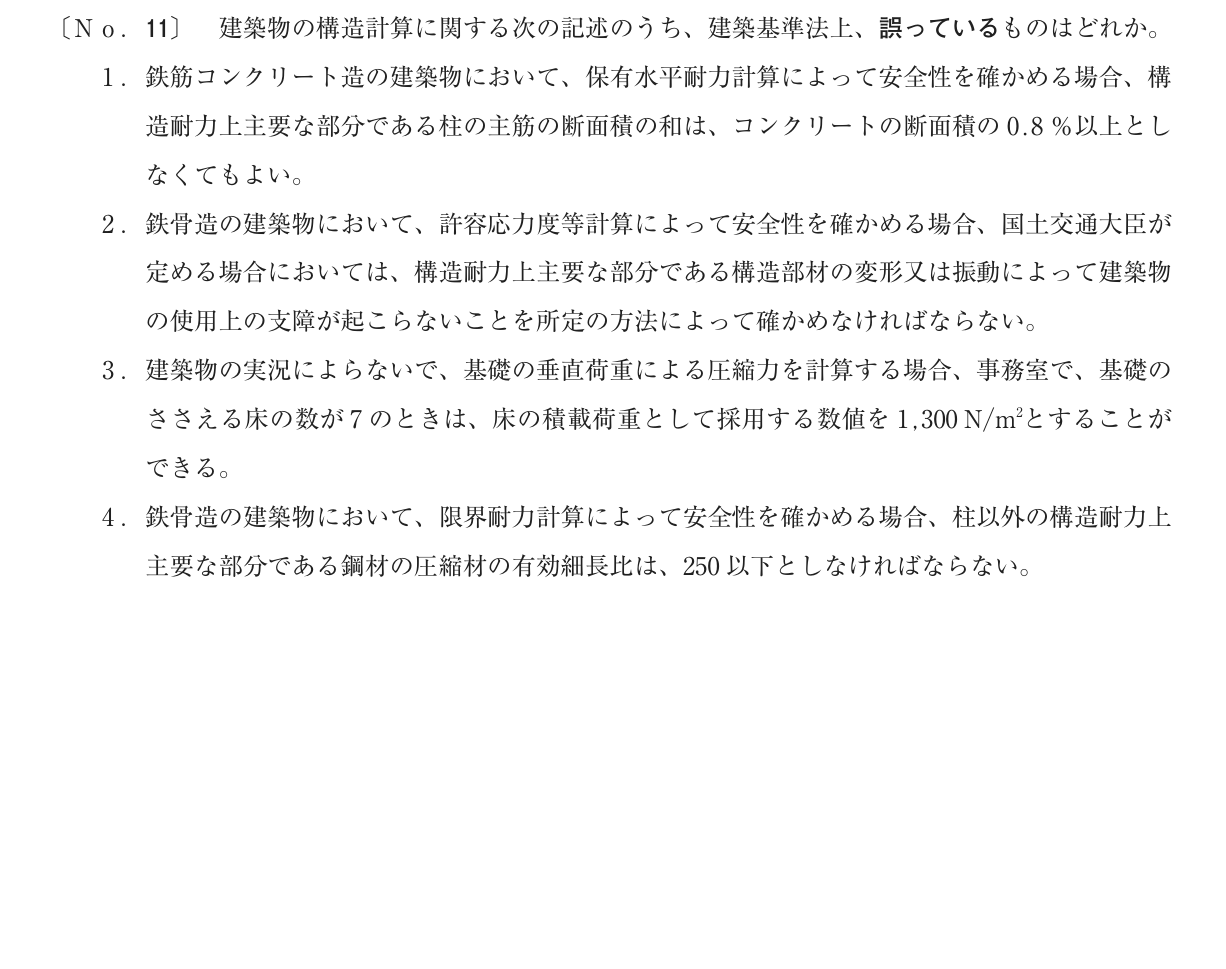 〔Ｎｏ．11〕　建築物の構造計算に関する次の記述のうち、建築基準法上、誤っているものはどれか。
1．鉄筋コンクリート造の建築物において、保有水平耐力計算によって安全性を確かめる場合、構
造耐力上主要な部分である柱の主筋の断面積の和は、コンクリートの断面積の 0.8 %以上とし
なくてもよい。
2．鉄骨造の建築物において、許容応力度等計算によって安全性を確かめる場合、国土交通大臣が
定める場合においては、構造耐力上主要な部分である構造部材の変形又は振動によって建築物
の使用上の支障が起こらないことを所定の方法によって確かめなければならない。
3．建築物の実況によらないで、基礎の垂直荷重による圧縮力を計算する場合、事務室で、基礎の
ささえる床の数が 7 のときは、床の積載荷重として採用する数値を 1,300 N/m²とすることが
できる。
4．鉄骨造の建築物において、限界耐力計算によって安全性を確かめる場合、柱以外の構造耐力上
主要な部分である鋼材の圧縮材の有効細長比は、250 以下としなければならない。